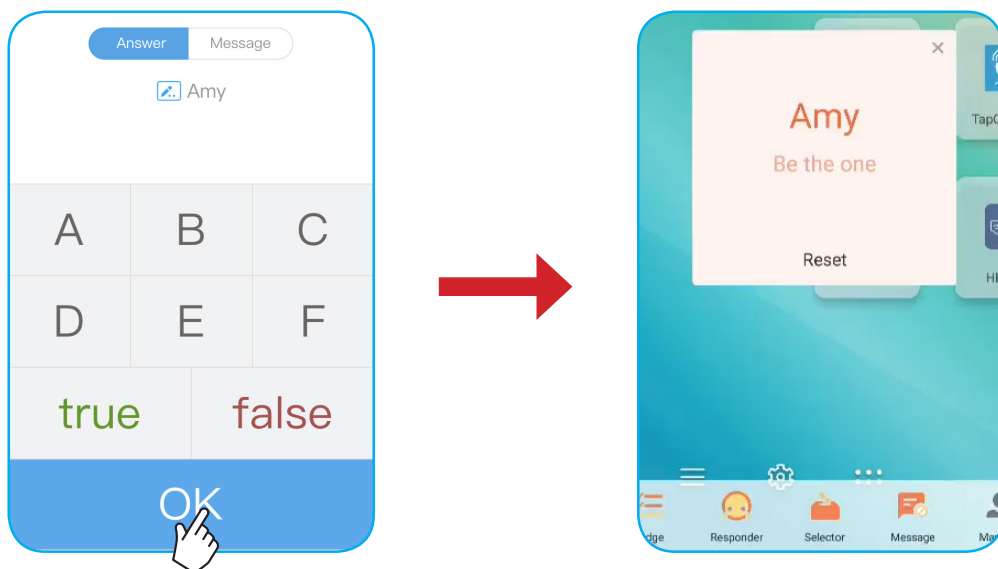 Answer Message
Amy
A B C
D E F
true false
OK
Amy
Be the one
Reset
Responder Selector Message